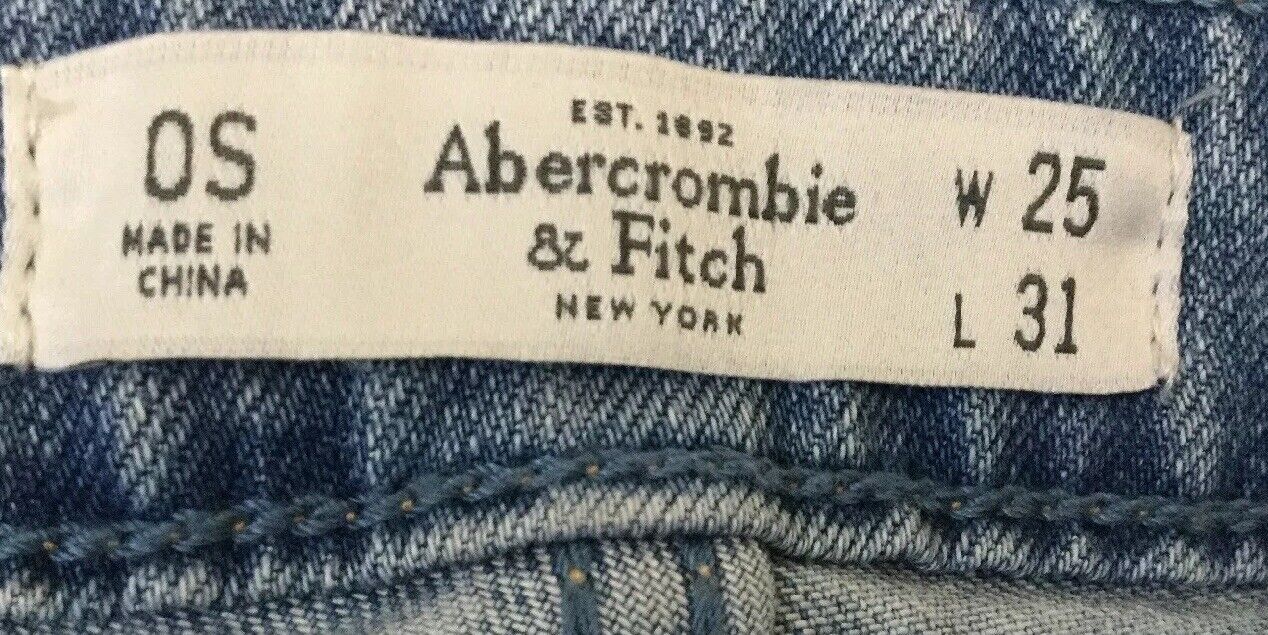 0S
MADE IN
CHINA
EST. 1892
Abercrombie
& Fitch
NEW YORK
W 25
L 31